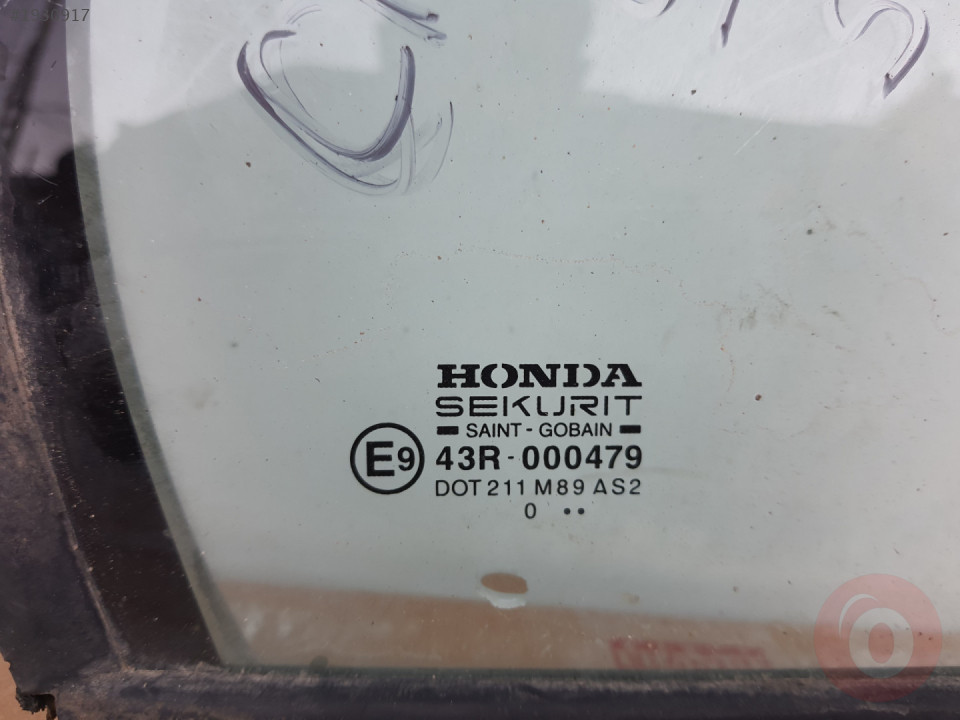 HONDA
SEKURIT
SAINT - GOBAIN
E9 43R - 000479
DOT 211 M89 AS2
0 ••